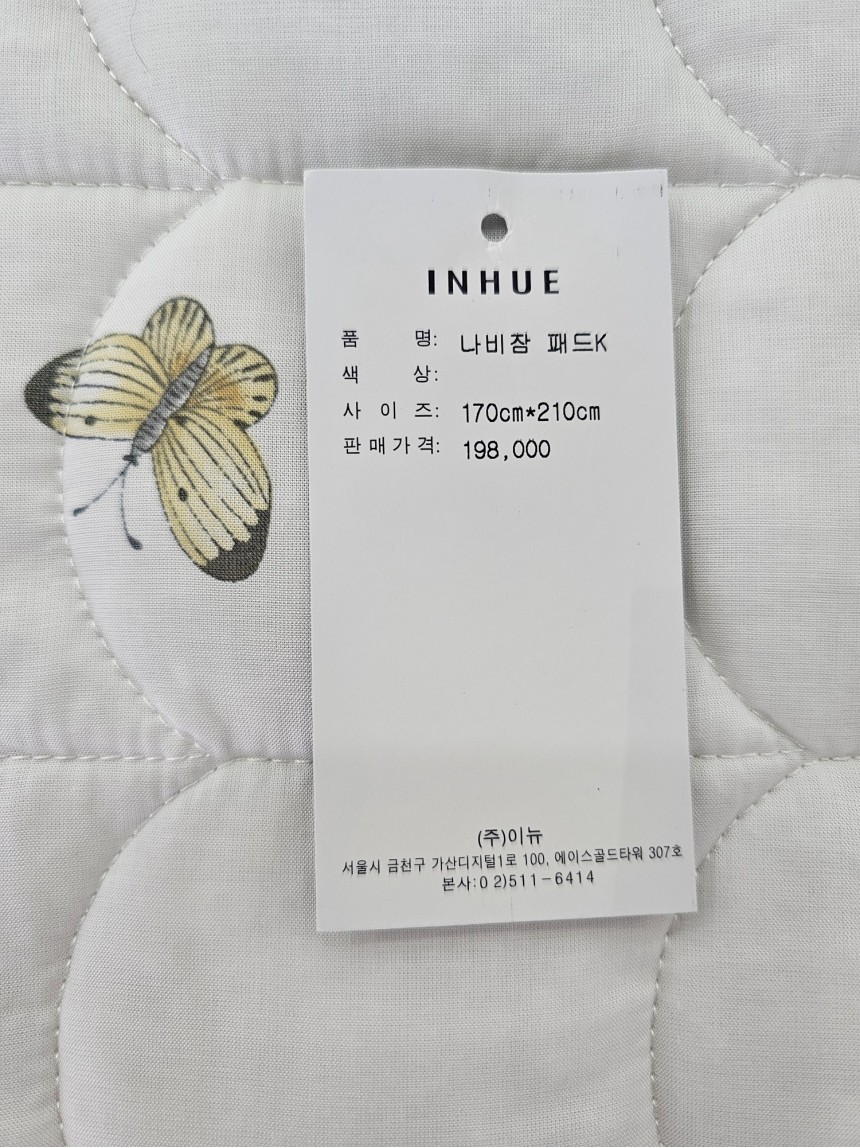 INHUE
품 명: 나비참 패드K
색 상:
사 이 즈: 170cm*210cm
판매가격: 198,000
(주)이뉴
서울시 금천구 가산디지털1로 100, 에이스골드타워 307호
본사:0 2)511-6414